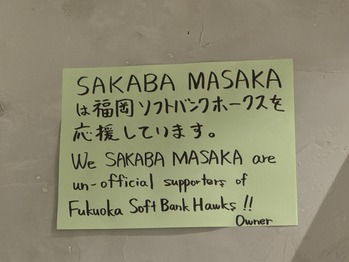 SAKABA MASAKA
は福岡ソフトバンクホークスを
応援しています。
We SAKABA MASAKA are
un-official supporters of
Fukuoka Soft Bank Hawks !!
Owner